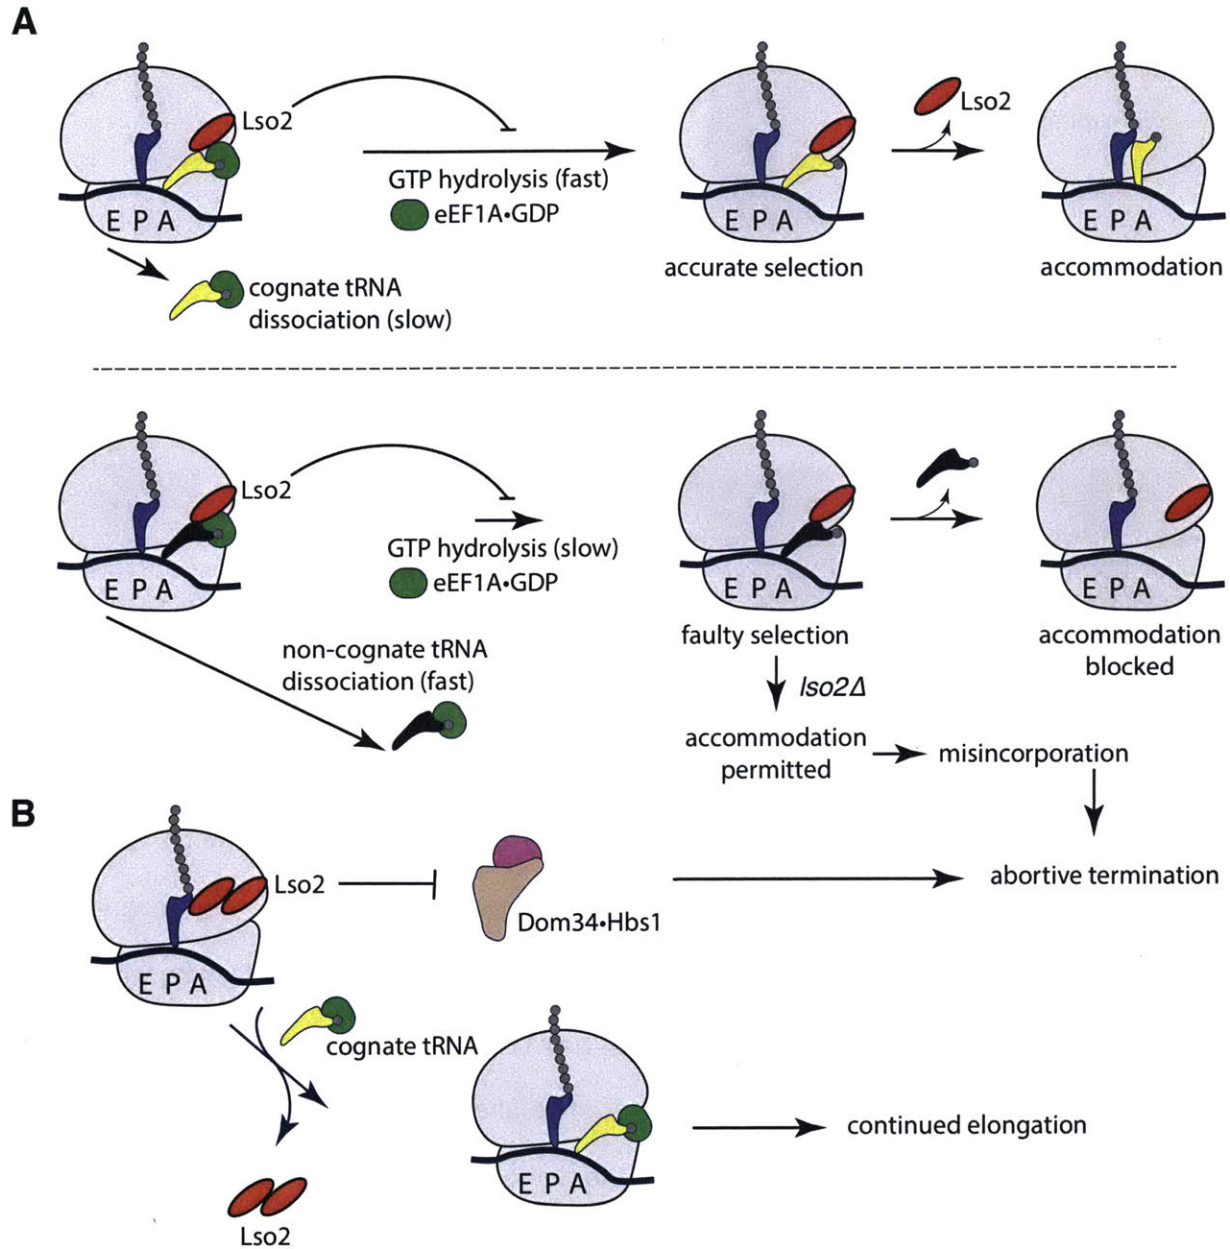 A
Lso2
GTP hydrolysis (fast)
eEF1A•GDP
E P A
cognate tRNA
dissociation (slow)
E P A
accurate selection
Lso2
E P A
accommodation
Lso2
GTP hydrolysis (slow)
eEF1A•GDP
E P A
non-cognate tRNA
dissociation (fast)
E P A
faulty selection
lso2Δ
accommodation
permitted
misincorporation
E P A
accommodation
blocked
B
Lso2
E P A
Dom34•Hbs1
abortive termination
cognate tRNA
Lso2
E P A
continued elongation